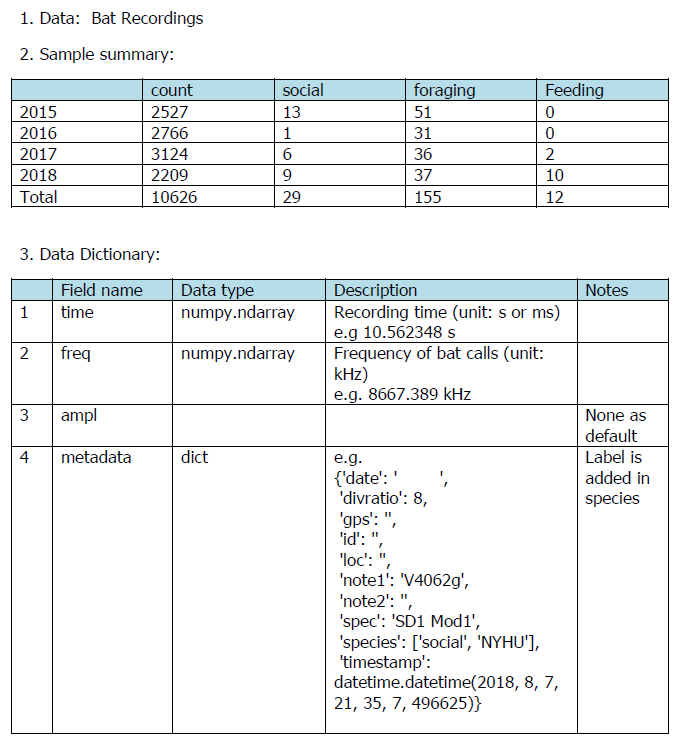 1. Data: Bat Recordings
2. Sample summary:
count social foraging Feeding
2015 2527 13 51 0
2016 2766 1 31 0
2017 3124 6 36 2
2018 2209 9 37 10
Total 10626 29 155 12
3. Data Dictionary:
Field name Data type Description Notes
1 time numpy.ndarray Recording time (unit: s or ms)
e.g 10.562348 s
2 freq numpy.ndarray Frequency of bat calls (unit:
kHz)
e.g. 8667.389 kHz
3 ampl None as
default
4 metadata dict e.g. Label is
{'date': ' ', added in
'divratio': 8, species
'gps': '',
'id': '',
'loc': '',
'note1': 'V4062g',
'note2': '',
'spec': 'SD1 Mod1',
'species': ['social', 'NYHU'],
'timestamp':
datetime.datetime(2018, 8, 7,
21, 35, 7, 496625)}